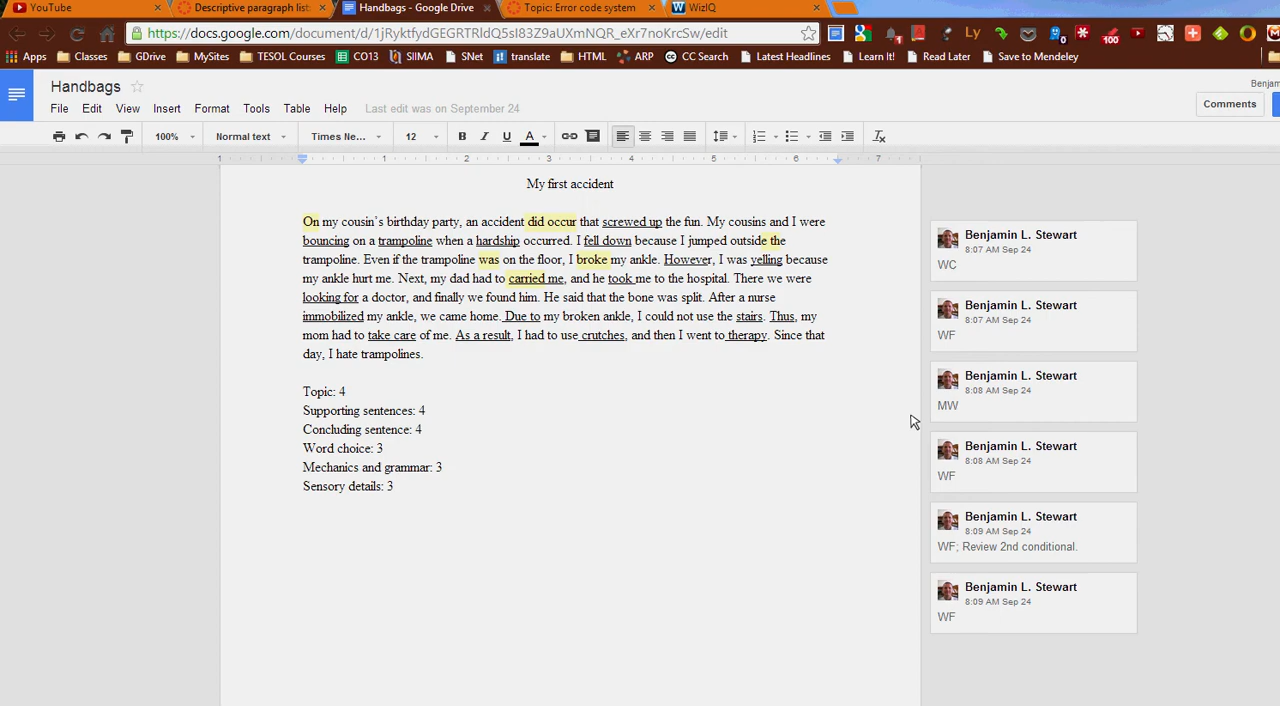 YouTube
Descriptive paragraph list:
Handbags - Google Drive
Topic: Error code system
WizIQ
https://docs.google.com/document/d/1jRyktfydGEGRTRldQ5sI83Z9aUXmNQR_eXr7noKrcSw/edit
Ly
0
100
Apps Classes GDrive MySites TESOL Courses CO13 SIMA SNet translate HTML ARP CC Search Latest Headlines Learn It! Read Later Save to Mendeley
Handbags
Benjam
File Edit View Insert Format Tools Table Help Last edit was on September 24
Comments
100% Normal text Times Ne... 12 B I U A
1 1 2 3 4 5 6 7
My first accident
On my cousin's birthday party, an accident did occur that screwed up the fun. My cousins and I were
bouncing on a trampoline when a hardship occurred. I fell down because I jumped outside the
trampoline. Even if the trampoline was on the floor, I broke my ankle. However, I was yelling because
my ankle hurt me. Next, my dad had to carried me, and he took me to the hospital. There we were
looking for a doctor, and finally we found him. He said that the bone was split. After a nurse
immobilized my ankle, we came home. Due to my broken ankle, I could not use the stairs. Thus, my
mom had to take care of me. As a result, I had to use crutches, and then I went to therapy. Since that
day, I hate trampolines.
Topic: 4
Supporting sentences: 4
Concluding sentence: 4
Word choice: 3
Mechanics and grammar: 3
Sensory details: 3
Benjamin L. Stewart
8:07 AM Sep 24
WC
Benjamin L. Stewart
8:07 AM Sep 24
WF
Benjamin L. Stewart
8:08 AM Sep 24
MW
Benjamin L. Stewart
8:08 AM Sep 24
WF
Benjamin L. Stewart
8:09 AM Sep 24
WF; Review 2nd conditional.
Benjamin L. Stewart
8:09 AM Sep 24
WF